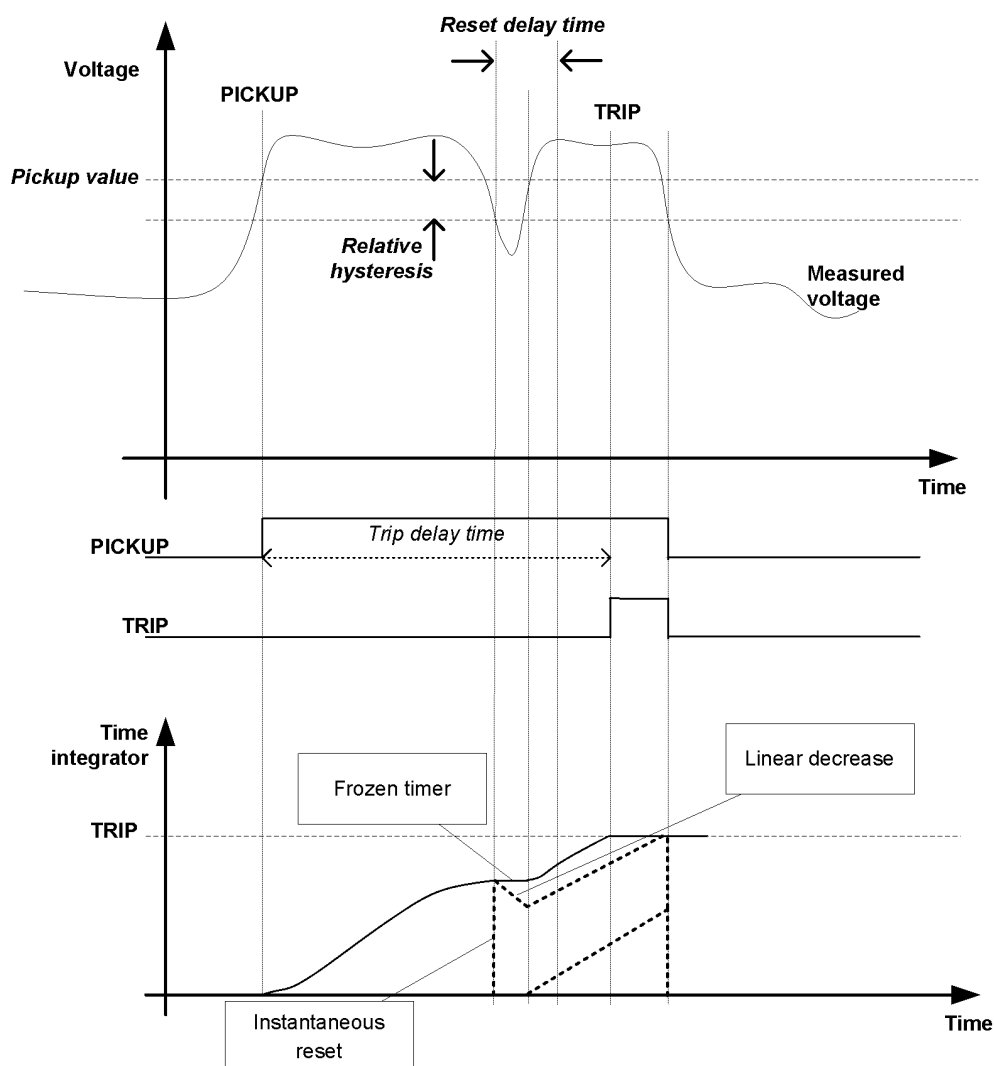 Reset delay time
Voltage
PICKUP
TRIP
Pickup value
Relative
hysteresis
Measured
voltage
Time
PICKUP
Trip delay time
TRIP
Time
integrator
Linear decrease
Frozen timer
TRIP
Instantaneous
reset
Time